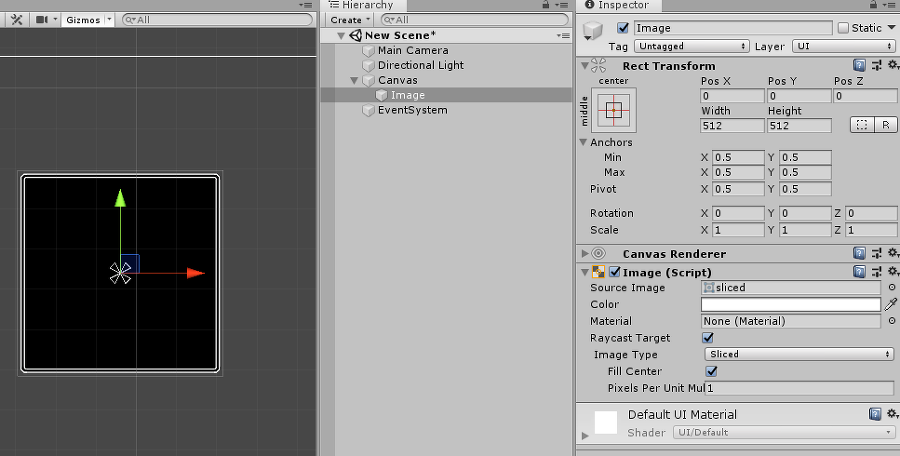 Gizmos
All
Hierarchy
Create
All
New Scene*
Main Camera
Directional Light
Canvas
Image
EventSystem
Inspector
Image
Static
Tag Untagged Layer UI
Rect Transform
center
middle
Pos X Pos Y Pos Z
0 0 0
Width Height
512 512
R
Anchors
Min X 0.5 Y 0.5
Max X 0.5 Y 0.5
Pivot X 0.5 Y 0.5
Rotation X 0 Y 0 Z 0
Scale X 1 Y 1 Z 1
Canvas Renderer
Image (Script)
Source Image sliced
Color
Material None (Material)
Raycast Target
Image Type Sliced
Fill Center
Pixels Per Unit Mul 1
Default UI Material
Shader UI/Default